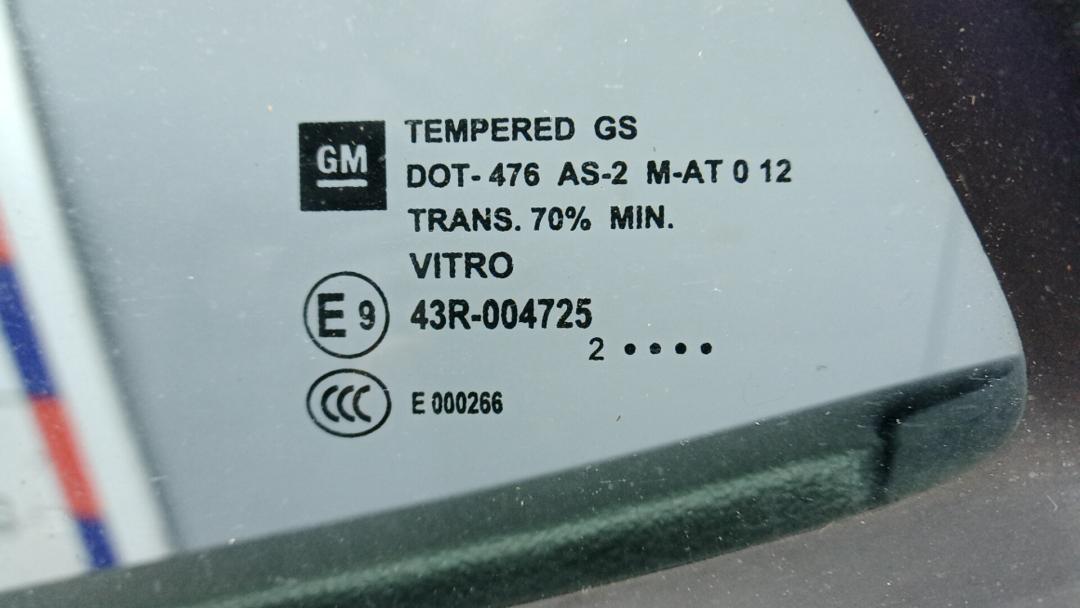 GM
TEMPERED GS
DOT- 476 AS-2 M-AT 0 12
TRANS. 70% MIN.
VITRO
E 9 43R-004725
2 • • • •
CCC E 000266